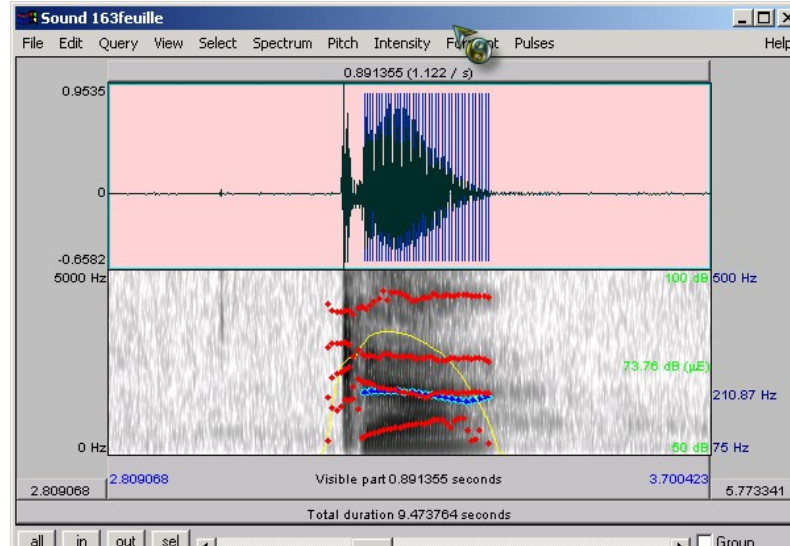 Sound 163feuille
File Edit Query View Select Spectrum Pitch Intensity Pulses Help
0.891355 (1.122 / s)
0.9535
0
-0.6582
5000 Hz 100 dB 500 Hz
73.76 dB (µE)
210.87 Hz
0 Hz 50 dB 75 Hz
2.809068 2.809068 Visible part 0.891355 seconds 3.700423 5.773341
Total duration 9.473764 seconds
all in out sel Group